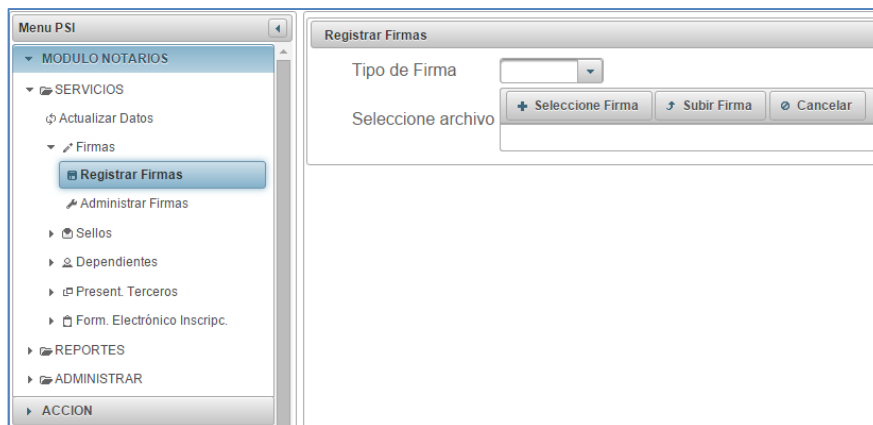 Menu PSI
MODULO NOTARIOS
SERVICIOS
Actualizar Datos
Firmas
Registrar Firmas
Administrar Firmas
Sellos
Dependientes
Present. Terceros
Form. Electrónico Inscripc.
REPORTES
ADMINISTRAR
ACCION
Registrar Firmas
Tipo de Firma
Seleccione archivo
Seleccione Firma Subir Firma Cancelar